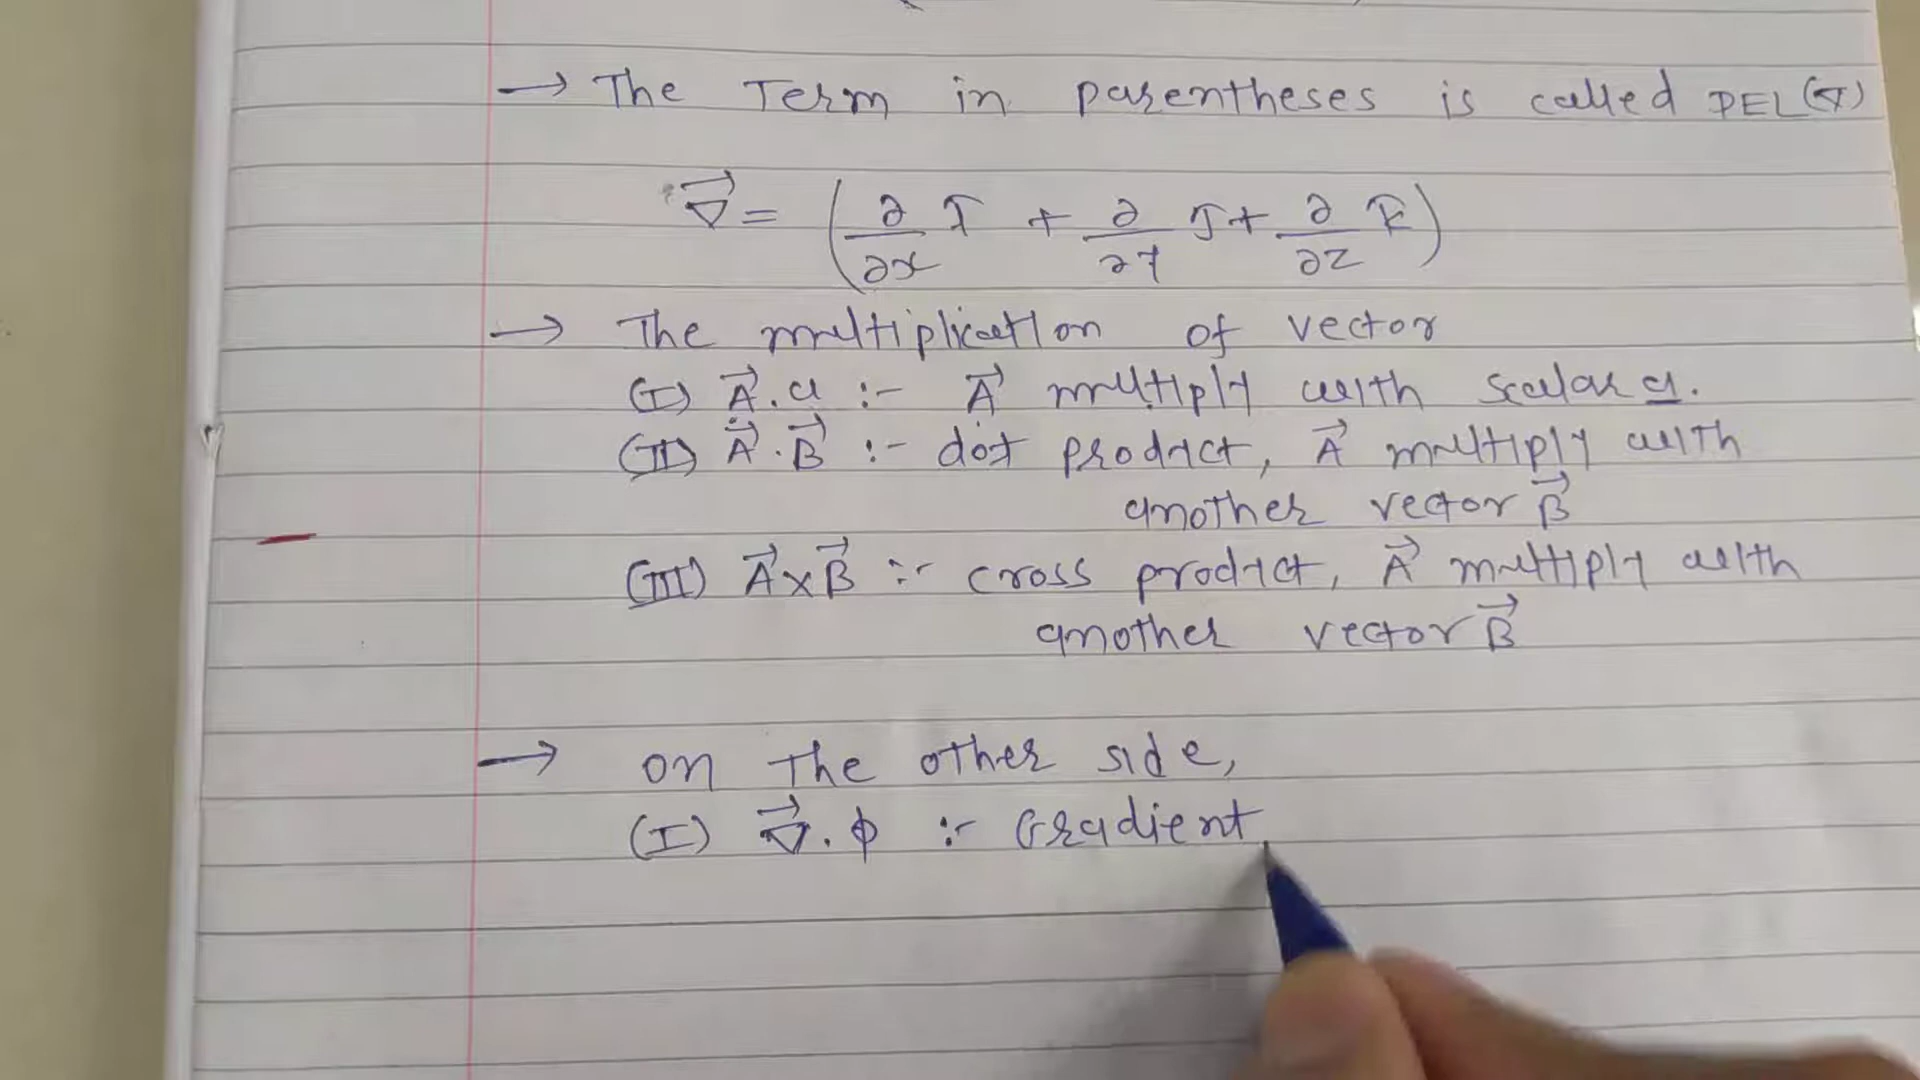 → The Term in parentheses is called DEL(∇)
∇⃗ = (∂/∂x î + ∂/∂y ĵ + ∂/∂z k̂)
→ The multiplication of vector
(I) A⃗.a :- A⃗ multiply with scalar a.
(II) A⃗.B⃗ :- dot product, A⃗ multiply with
another vector B⃗
(III) A⃗×B⃗ :- cross product, A⃗ multiply with
another vector B⃗
→ on the other side,
(I) ∇⃗.ϕ :- Gradient